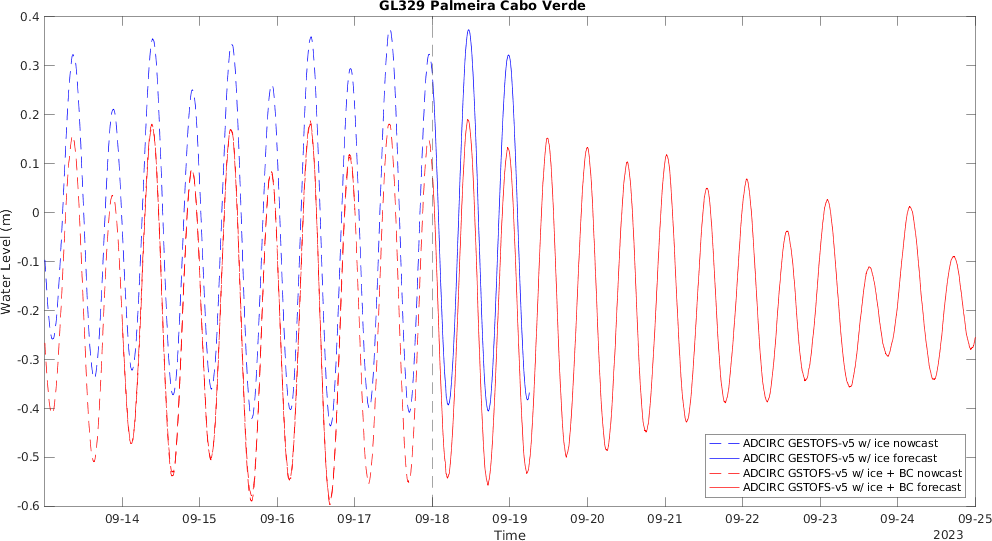 GL329 Palmeira Cabo Verde
0.4
0.3
0.2
0.1
0
-0.1
-0.2
-0.3
-0.4
-0.5
-0.6
Water Level (m)
ADCIRC GESTOFS-v5 w/ ice nowcast
ADCIRC GESTOFS-v5 w/ ice forecast
ADCIRC GSTOFS-v5 w/ ice + BC nowcast
ADCIRC GSTOFS-v5 w/ ice + BC forecast
09-14 09-15 09-16 09-17 09-18 09-19 09-20 09-21 09-22 09-23 09-24 09-25
Time
2023